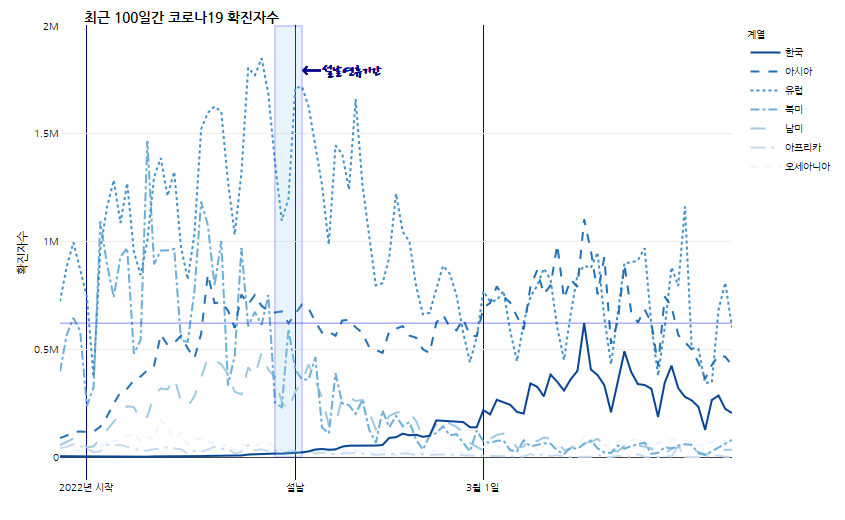 최근 100일간 코로나19 확진자수
2M
1.5M
1M
0.5M
0
확진자수
←설날연휴기간
2022년 시작
설날
3월 1일
계열
한국
아시아
유럽
북미
남미
아프리카
오세아니아